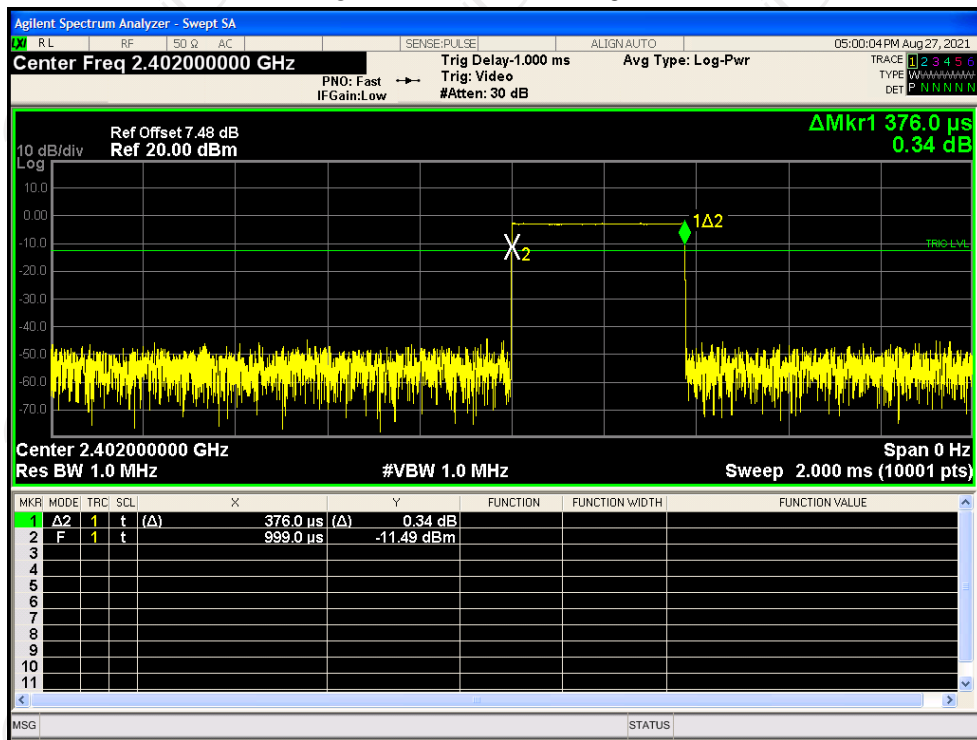 Agilent Spectrum Analyzer - Swept SA
LXI RL RF 50 Ω AC SENSE:PULSE ALIGN AUTO 05:00:04 PM Aug 27, 2021
Center Freq 2.402000000 GHz
Trig Delay-1.000 ms Avg Type: Log-Pwr TRACE 1 2 3 4 5 6
PNO: Fast Trig: Video TYPE WWWWWW
IFGain:Low #Atten: 30 dB DET P N N N N N
ΔMkr1 376.0 µs
0.34 dB
Ref Offset 7.48 dB
10 dB/div Ref 20.00 dBm
Log
10.0
0.00
1Δ2
-10.0
2
TRIG LVL
-20.0
-30.0
-40.0
-50.0
-60.0
-70.0
Center 2.402000000 GHz Span 0 Hz
Res BW 1.0 MHz #VBW 1.0 MHz Sweep 2.000 ms (10001 pts)
MKR MODE TRC SCL X Y FUNCTION FUNCTION WIDTH FUNCTION VALUE
1 Δ2 1 t (Δ) 376.0 µs (Δ) 0.34 dB
2 F 1 t 999.0 µs -11.49 dBm
3
4
5
6
7
8
9
10
11
MSG STATUS